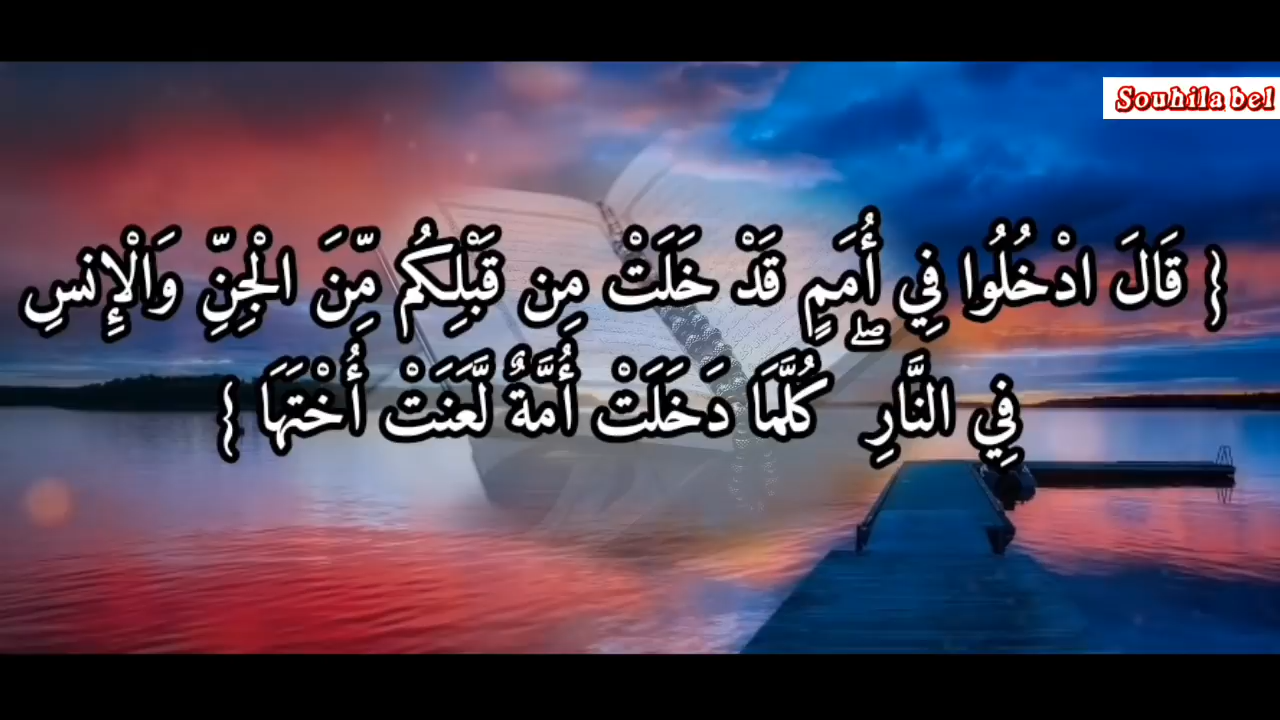 Souhila bel
{ قَالَ ادْخُلُوا فِي أُمَمٍ قَدْ خَلَتْ مِن قَبْلِكُم مِّنَ الْجِنِّ وَالْإِنسِ
فِي النَّارِ ۖ كُلَّمَا دَخَلَتْ أُمَّةٌ لَّعَنَتْ أُخْتَهَا }